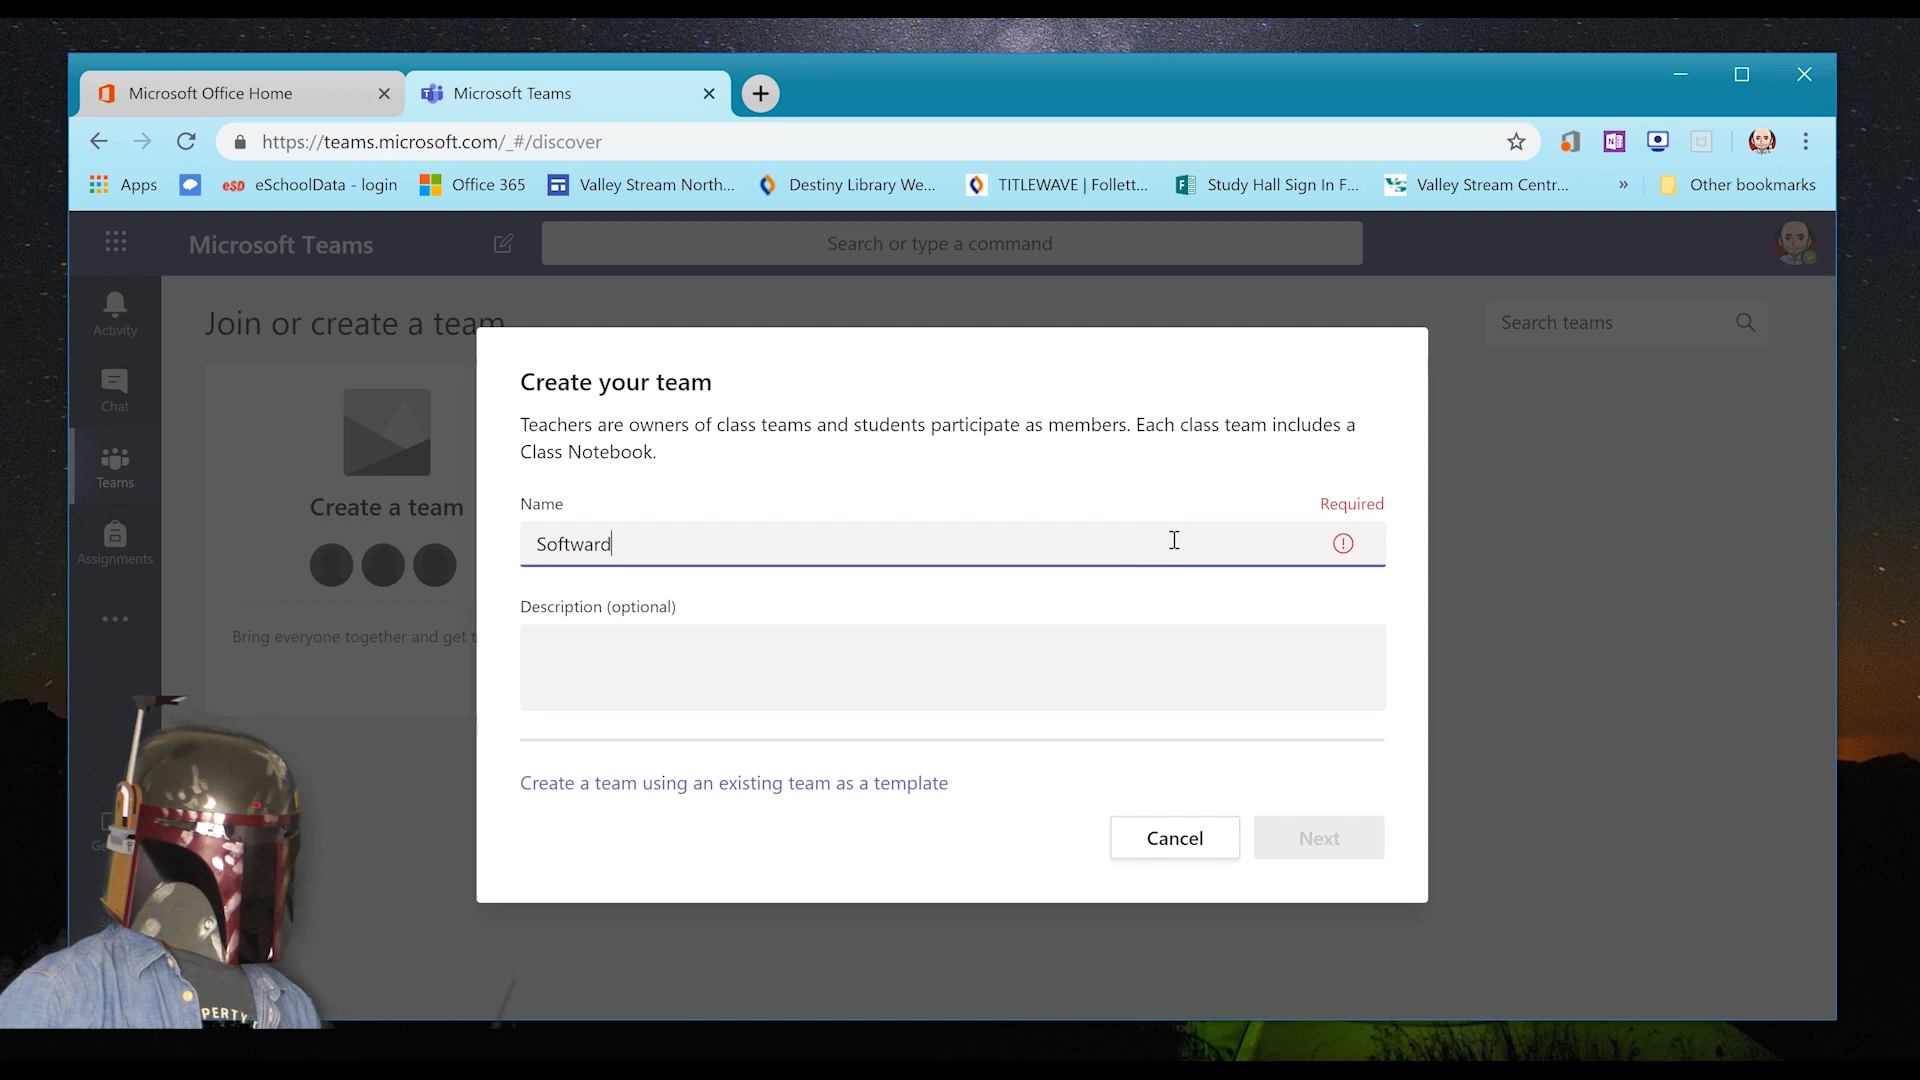 Microsoft Office Home
Microsoft Teams
https://teams.microsoft.com/_#/discover
Apps
esD eSchoolData - login
Office 365
Valley Stream North...
Destiny Library We...
TITLEWAVE | Follett...
Study Hall Sign In F...
Valley Stream Centr...
»
Other bookmarks
Microsoft Teams
Search or type a command
Activity
Chat
Teams
Assignments
Join or create a team
Search teams
Create a team
Bring everyone together and get t
Create your team
Teachers are owners of class teams and students participate as members. Each class team includes a
Class Notebook.
Name
Required
Softward
Description (optional)
Create a team using an existing team as a template
Cancel
Next
PERTY